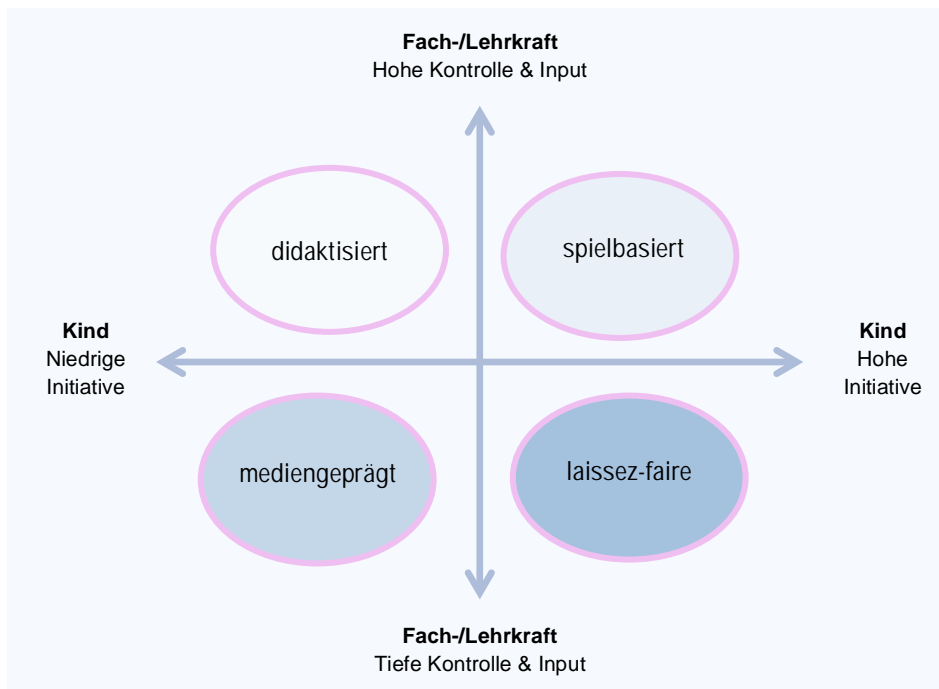 Fach-/Lehrkraft
Hohe Kontrolle & Input
didaktisiert
spielbasiert
Kind
Niedrige
Initiative
Kind
Hohe
Initiative
mediengeprägt
laissez-faire
Fach-/Lehrkraft
Tiefe Kontrolle & Input